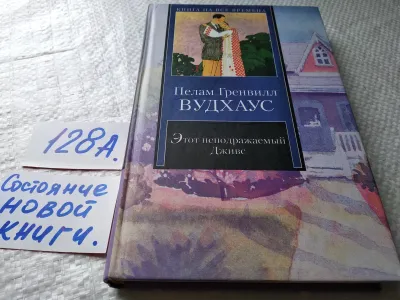 КНИГА НА ВСЕ ВРЕМЕНА
Пелам Гренвилл
ВУДХАУС
Этот неподражаемый
Дживс
128А.
Состояние
новой
книги.